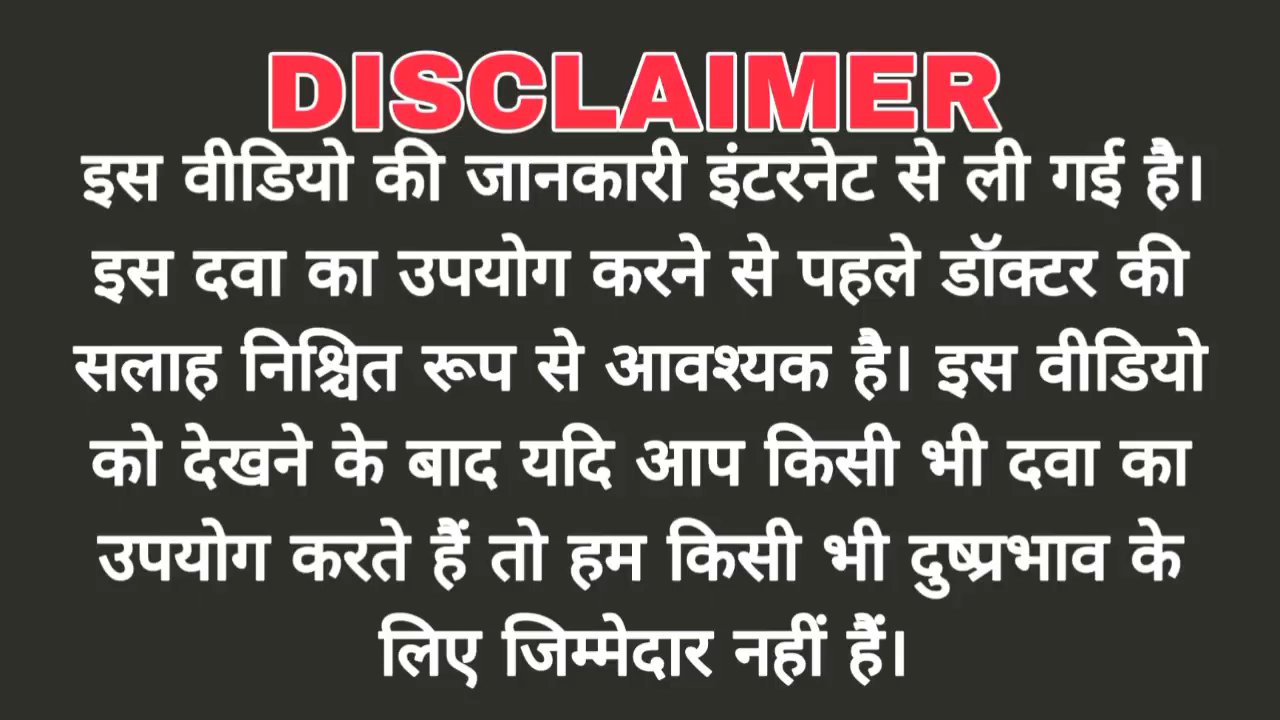 DISCLAIMER
इस वीडियो की जानकारी इंटरनेट से ली गई है।
इस दवा का उपयोग करने से पहले डॉक्टर की
सलाह निश्चित रूप से आवश्यक है। इस वीडियो
को देखने के बाद यदि आप किसी भी दवा का
उपयोग करते हैं तो हम किसी भी दुष्प्रभाव के
लिए जिम्मेदार नहीं हैं।